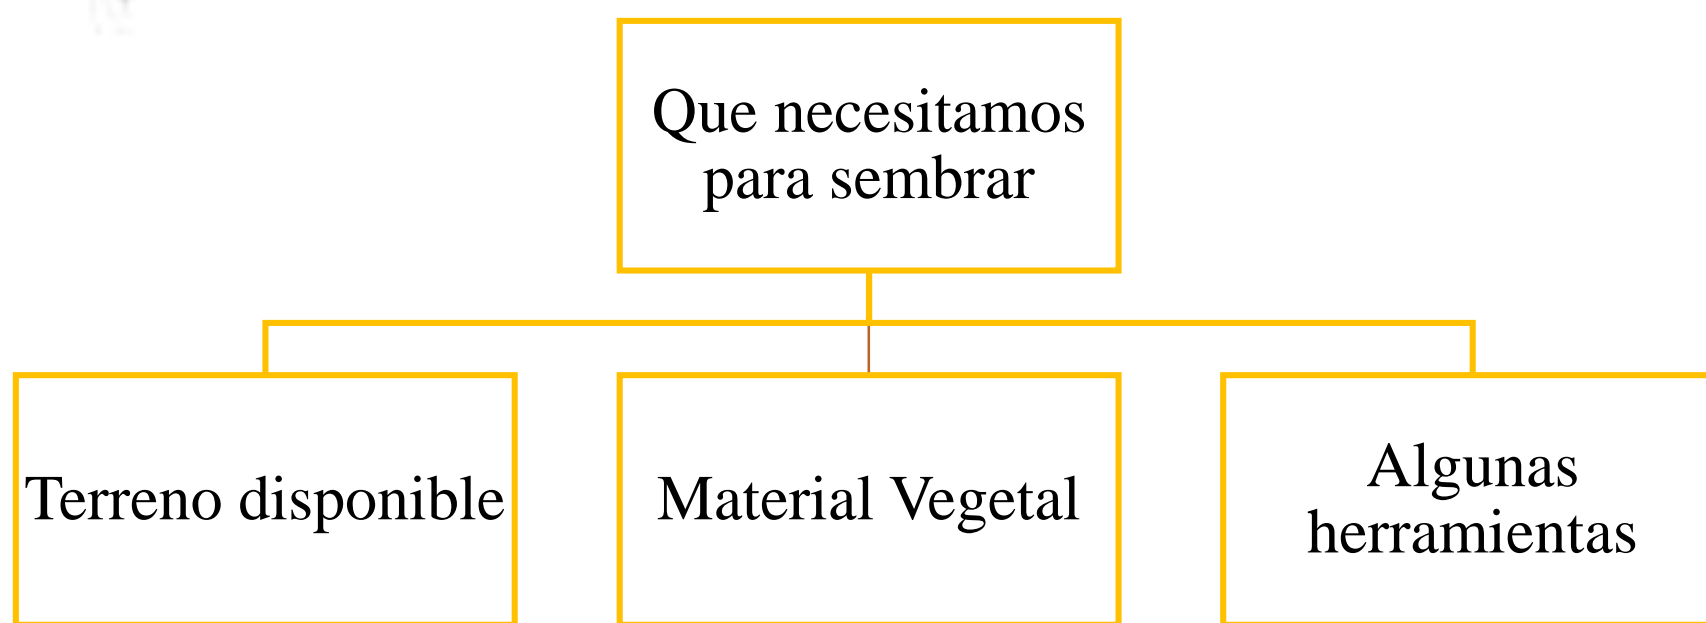 Que necesitamos
para sembrar
Terreno disponible
Material Vegetal
Algunas
herramientas